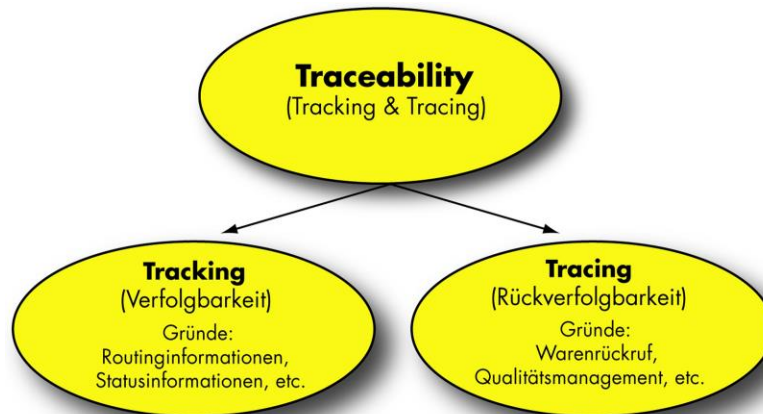 Traceability
(Tracking & Tracing)
Tracking
(Verfolgbarkeit)
Gründe:
Routinginformationen,
Statusinformationen, etc.
Tracing
(Rückverfolgbarkeit)
Gründe:
Warenrückruf,
Qualitätsmanagement, etc.